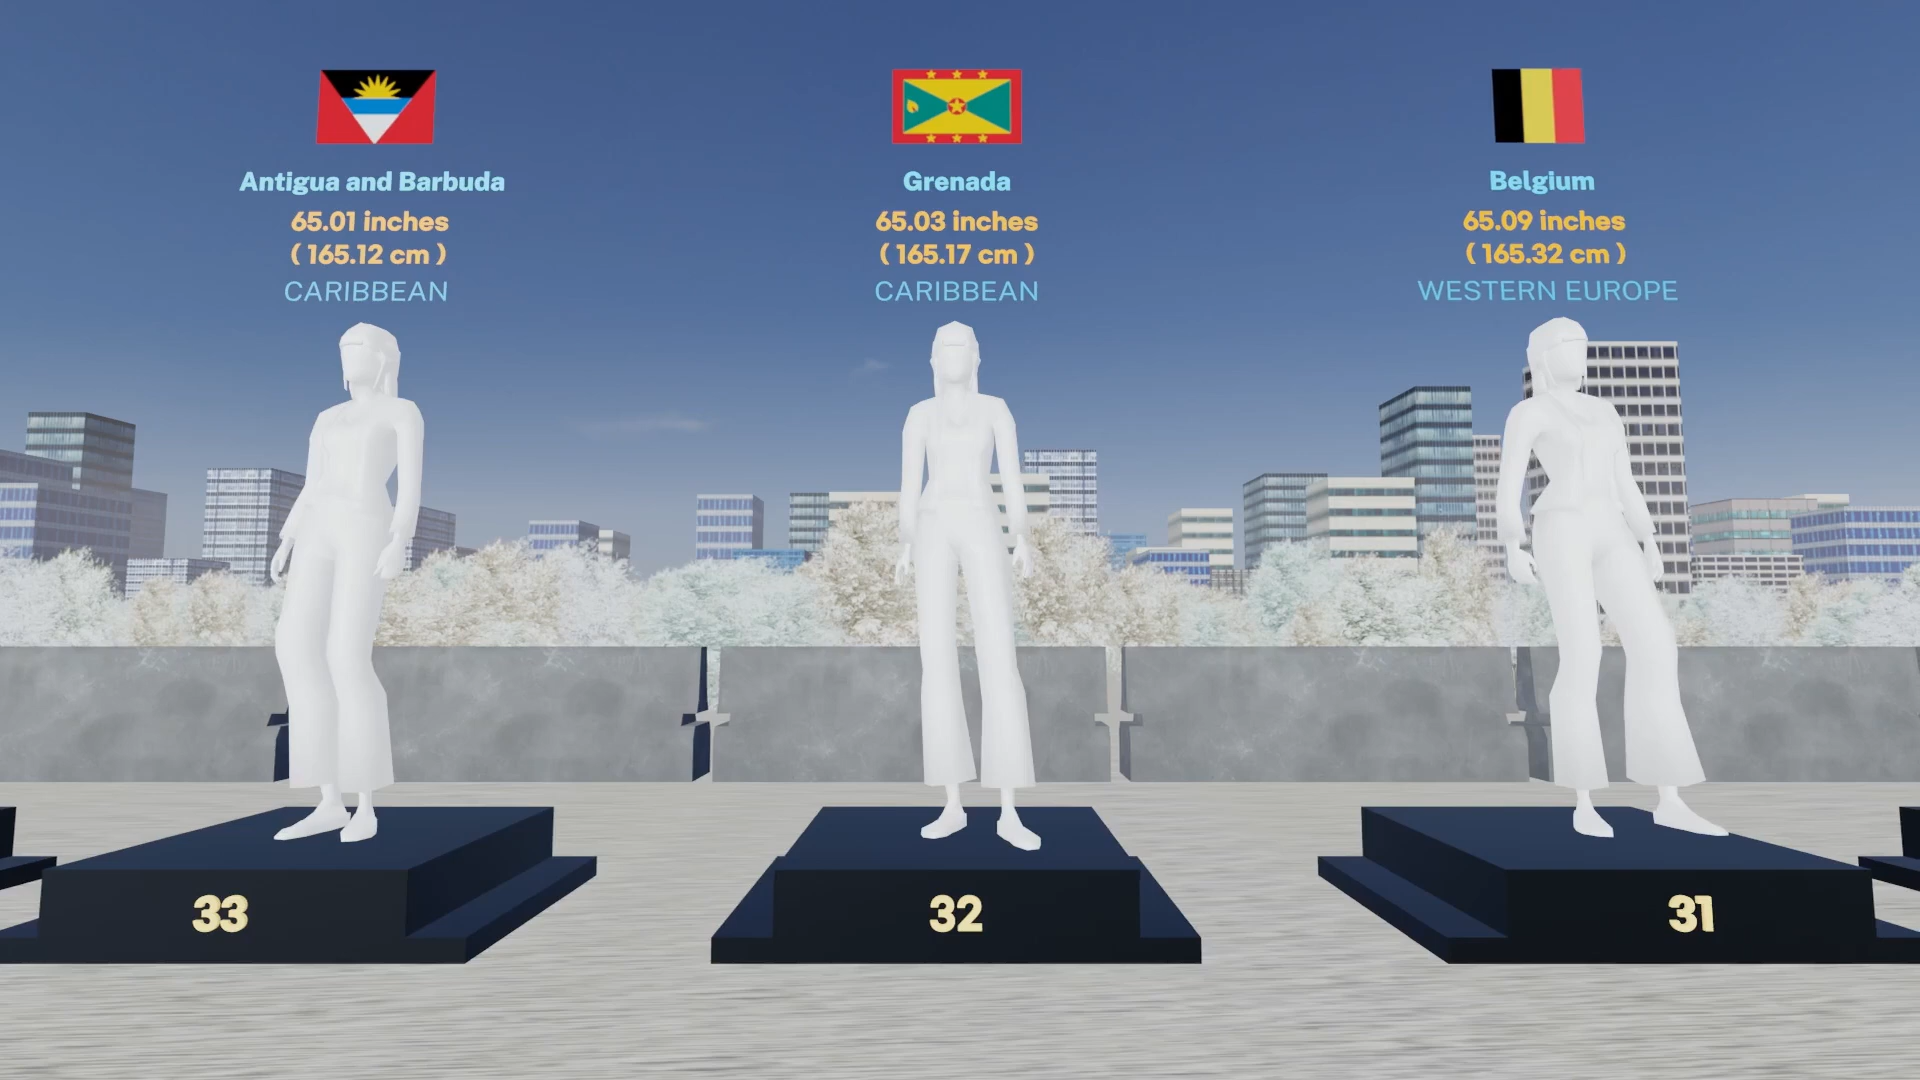 Antigua and Barbuda
65.01 inches
( 165.12 cm )
CARIBBEAN
33
Grenada
65.03 inches
( 165.17 cm )
CARIBBEAN
32
Belgium
65.09 inches
( 165.32 cm )
WESTERN EUROPE
31